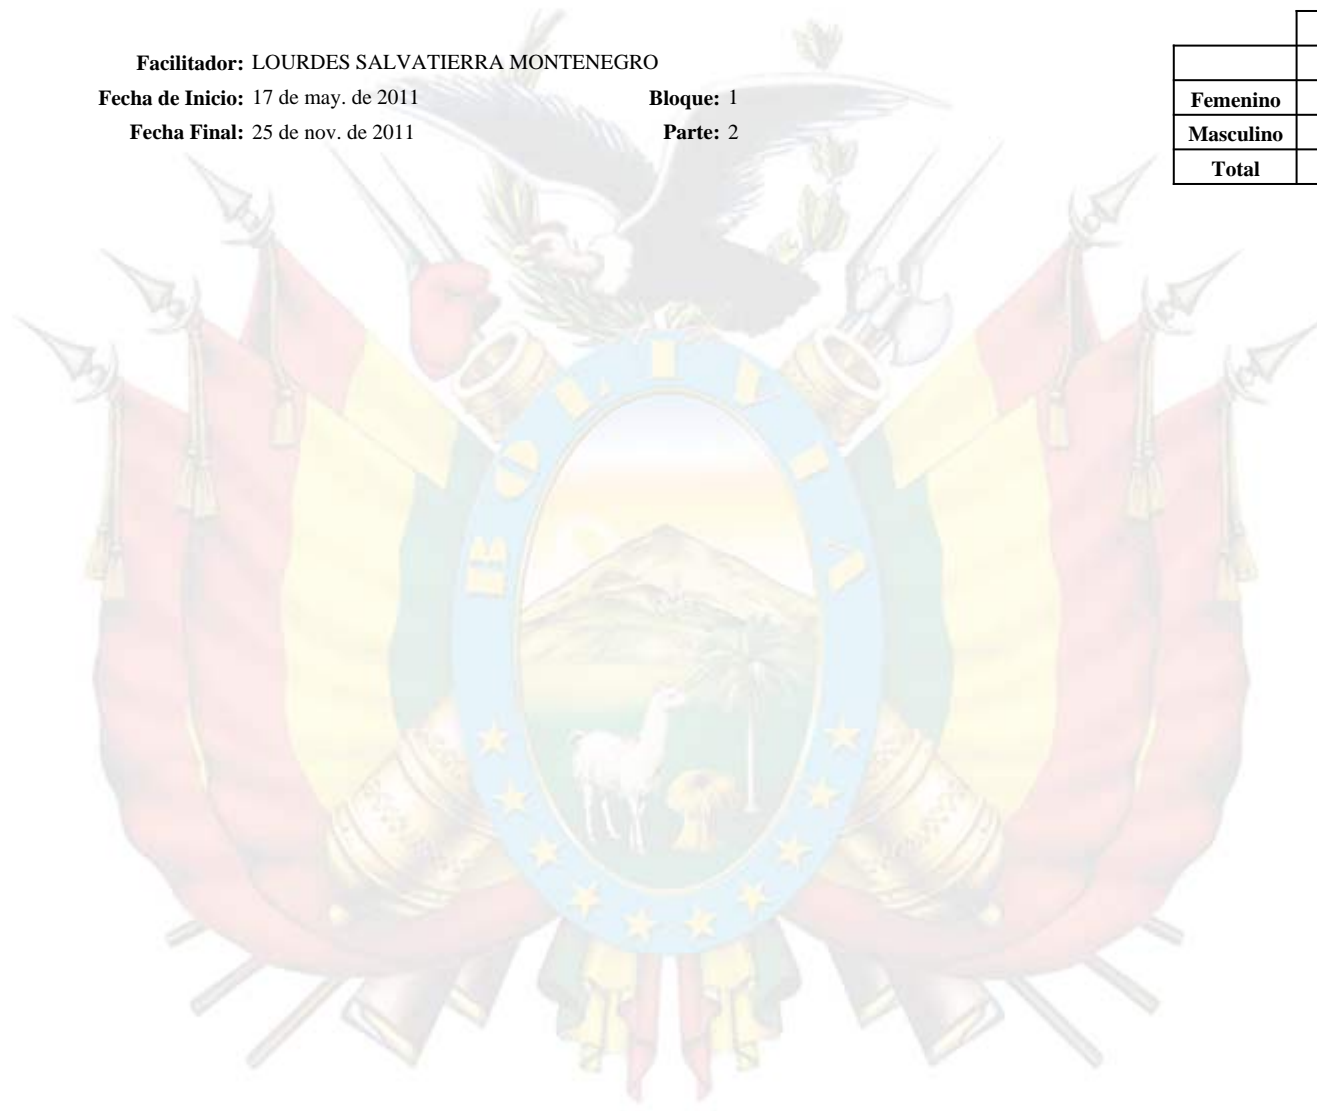 Facilitador: LOURDES SALVATIERRA MONTENEGRO
Fecha de Inicio: 17 de may. de 2011 Bloque: 1
Fecha Final: 25 de nov. de 2011 Parte: 2
Femenino
Masculino
Total
BOLIVIA